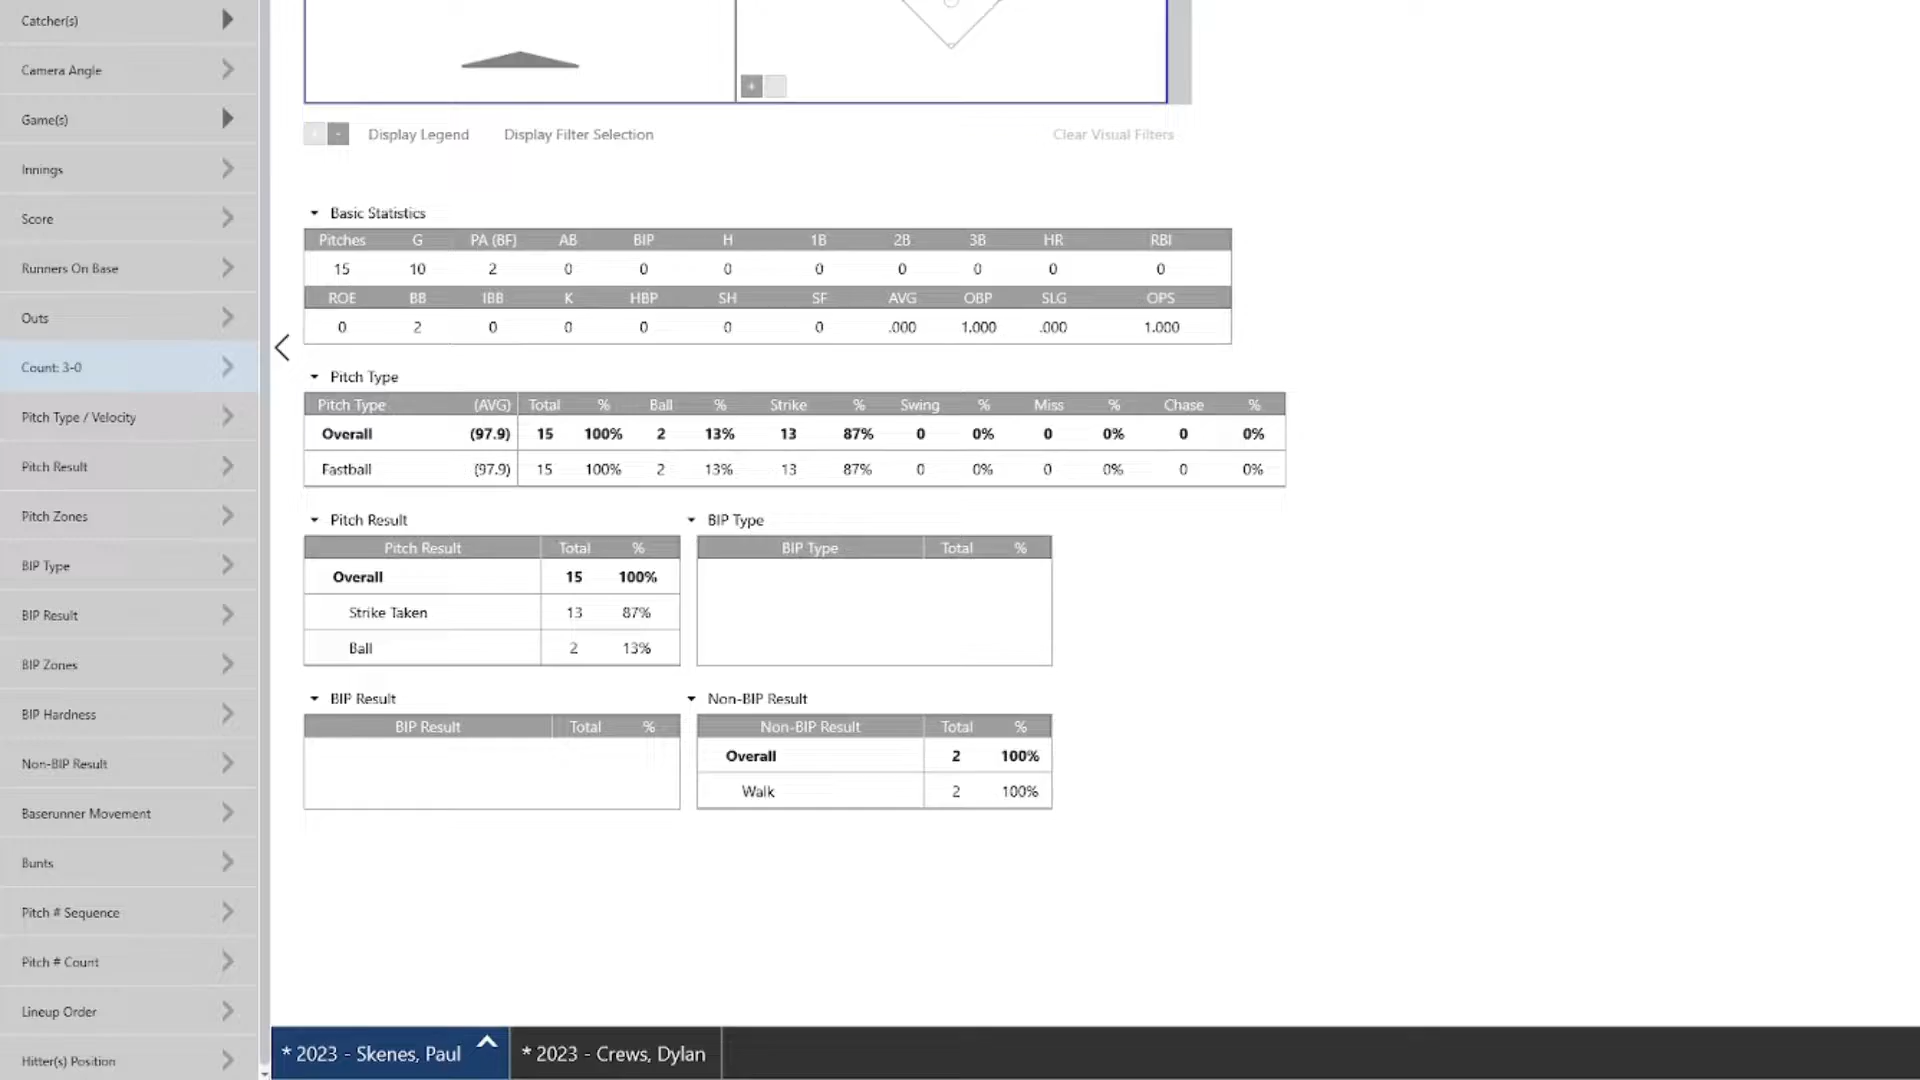 Catcher(s)
Camera Angle
Game(s)
Innings
Score
Runners On Base
Outs
Count: 3-0
Pitch Type / Velocity
Pitch Result
Pitch Zones
BIP Type
BIP Result
BIP Zones
BIP Hardness
Non-BIP Result
Baserunner Movement
Bunts
Pitch # Sequence
Pitch # Count
Lineup Order
Hitter(s) Position
+
+ - Display Legend Display Filter Selection Clear Visual Filters
Basic Statistics
Pitches G PA (BF) AB BIP H 1B 2B 3B HR RBI
15 10 2 0 0 0 0 0 0 0 0
ROE BB IBB K HBP SH SF AVG OBP SLG OPS
0 2 0 0 0 0 0 .000 1.000 .000 1.000
Pitch Type
Pitch Type (AVG) Total % Ball % Strike % Swing % Miss % Chase %
Overall (97.9) 15 100% 2 13% 13 87% 0 0% 0 0% 0 0%
Fastball (97.9) 15 100% 2 13% 13 87% 0 0% 0 0% 0 0%
Pitch Result
Pitch Result Total %
Overall 15 100%
Strike Taken 13 87%
Ball 2 13%
BIP Type
BIP Type Total %
BIP Result
BIP Result Total %
Non-BIP Result
Non-BIP Result Total %
Overall 2 100%
Walk 2 100%
* 2023 - Skenes, Paul
* 2023 - Crews, Dylan